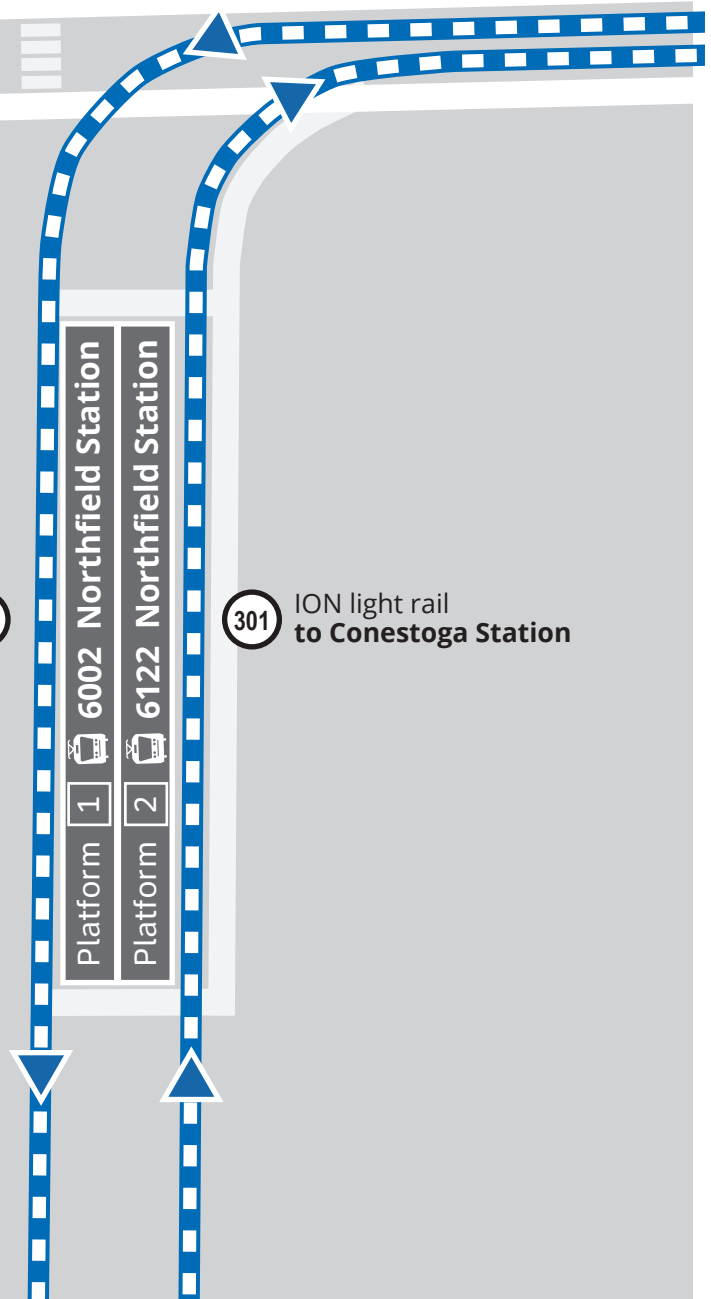 Platform 1 6002 Northfield Station
Platform 2 6122 Northfield Station
301
ION light rail
to Conestoga Station